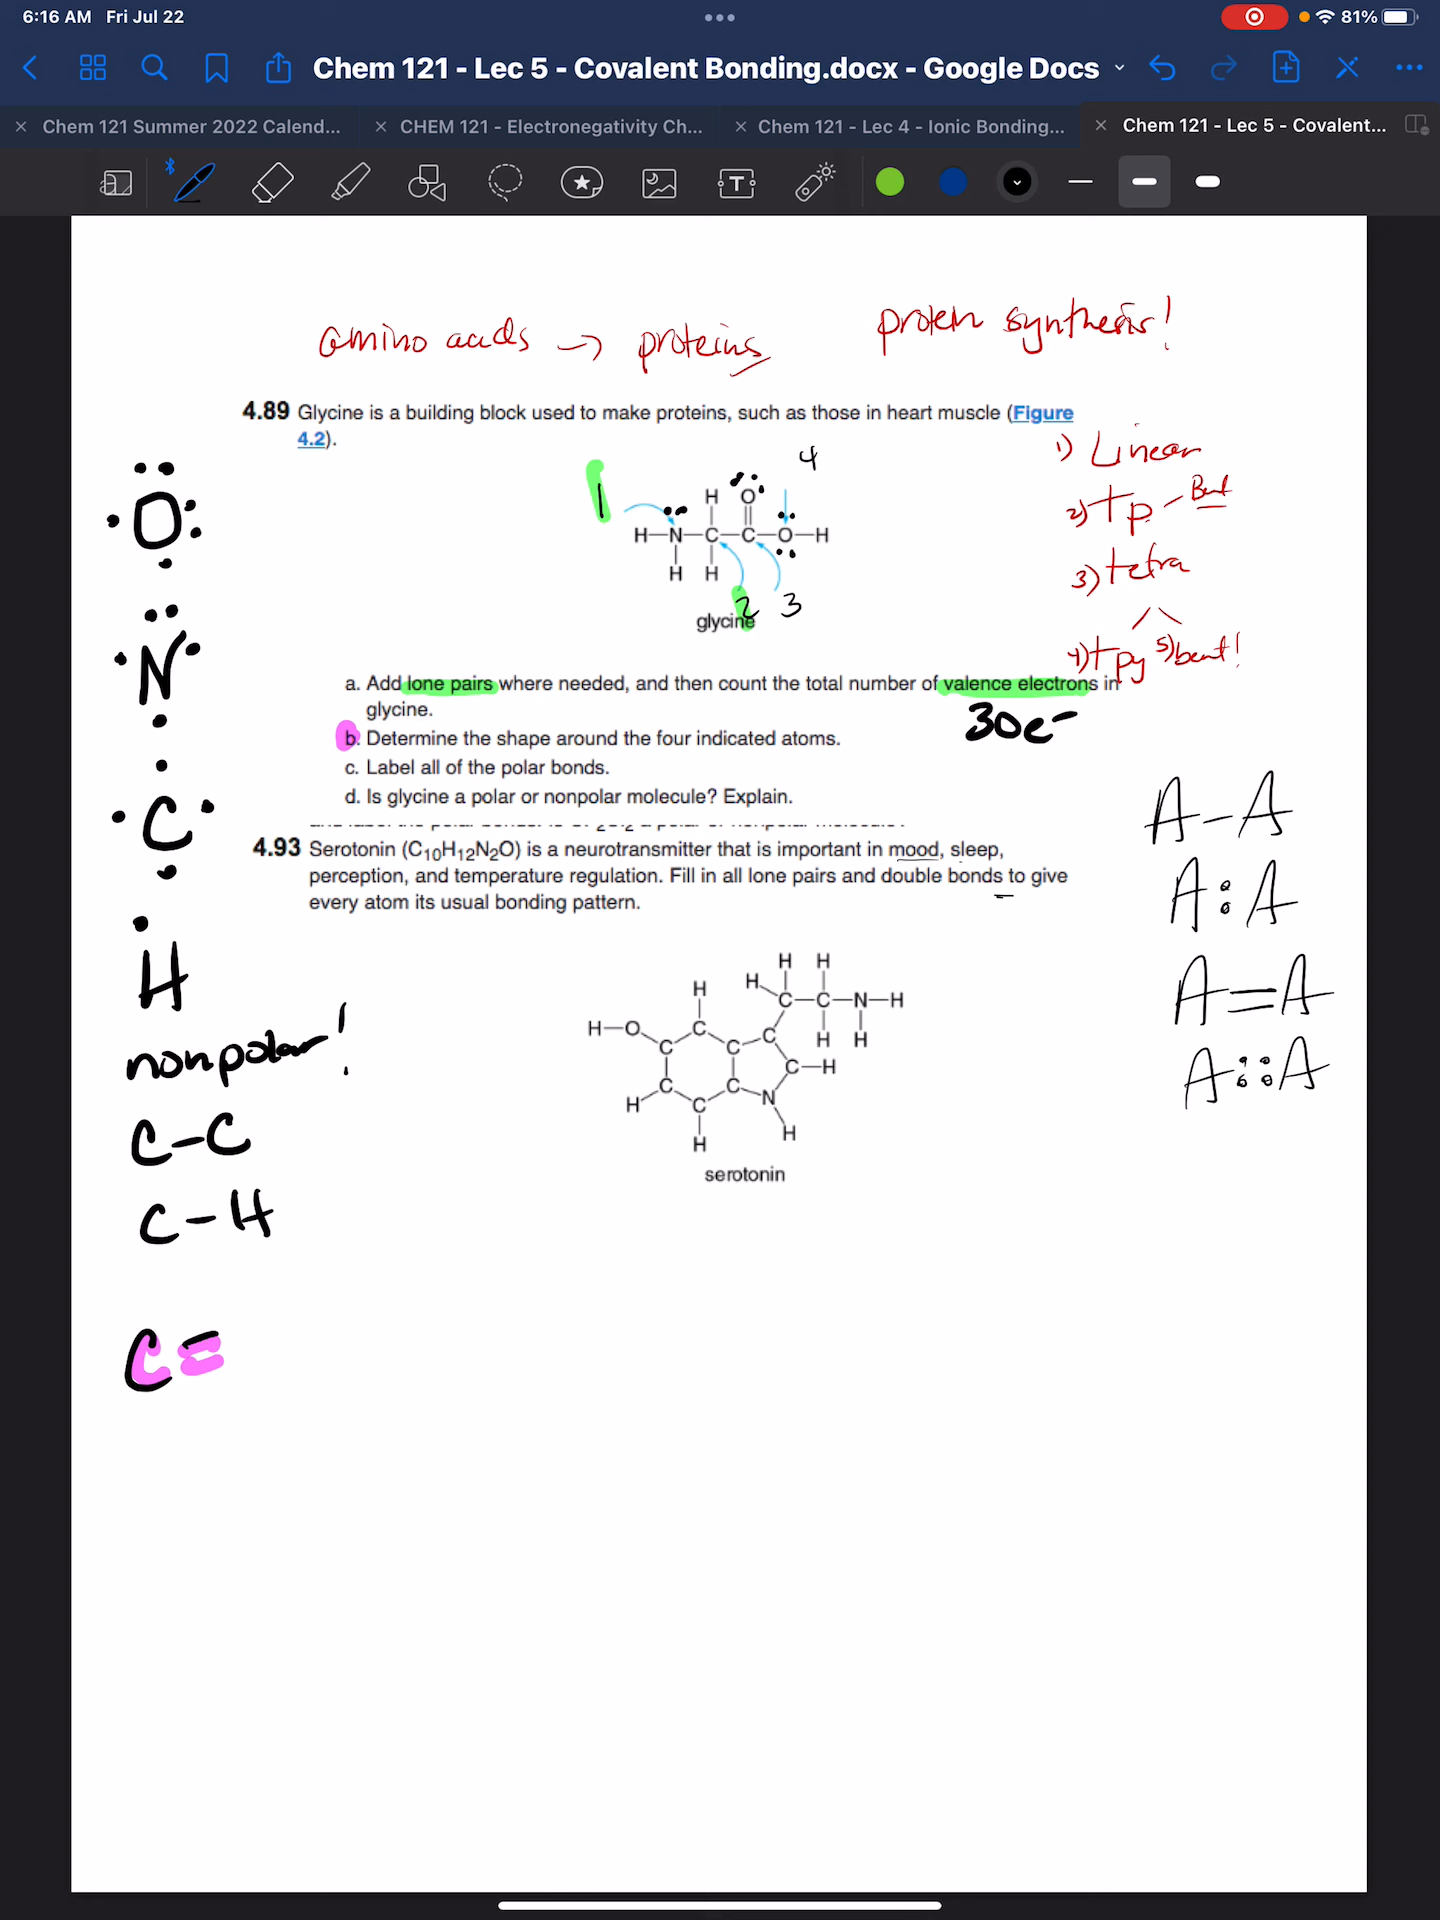 6:16 AM Fri Jul 22
81%
Chem 121 - Lec 5 - Covalent Bonding.docx - Google Docs
Chem 121 Summer 2022 Calend...
CHEM 121 - Electronegativity Ch...
Chem 121 - Lec 4 - Ionic Bonding...
Chem 121 - Lec 5 - Covalent...
amino acids → proteins
protein synthesis!
4.89 Glycine is a building block used to make proteins, such as those in heart muscle (Figure
4.2).
1
4
H O
H—N—C—C—O—H
H H
2 3
glycine
1) Linear
2) tp - Bent
3) tetra
4) tpy 5) bent!
a. Add lone pairs where needed, and then count the total number of valence electrons in
glycine.
30e-
b. Determine the shape around the four indicated atoms.
c. Label all of the polar bonds.
d. Is glycine a polar or nonpolar molecule? Explain.
4.93 Serotonin (C10H12N2O) is a neurotransmitter that is important in mood, sleep,
perception, and temperature regulation. Fill in all lone pairs and double bonds to give
every atom its usual bonding pattern.
H H
H H
C—C—N—H
H—O C C H H
C C C—H
C C N
H C H
H
serotonin
O
N
C
H
nonpolar!
C-C
C-H
C=
A-A
A:A
A=A
A::A